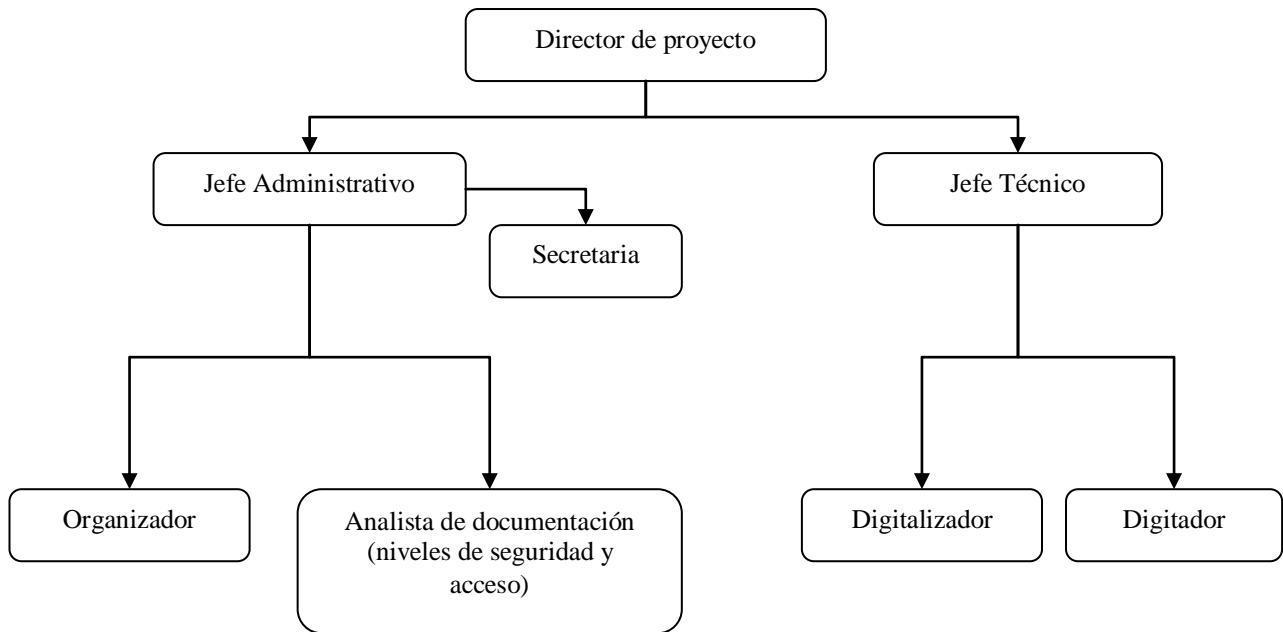 Director de proyecto
Jefe Administrativo
Jefe Técnico
Secretaria
Organizador
Analista de documentación
(niveles de seguridad y
acceso)
Digitalizador
Digitador